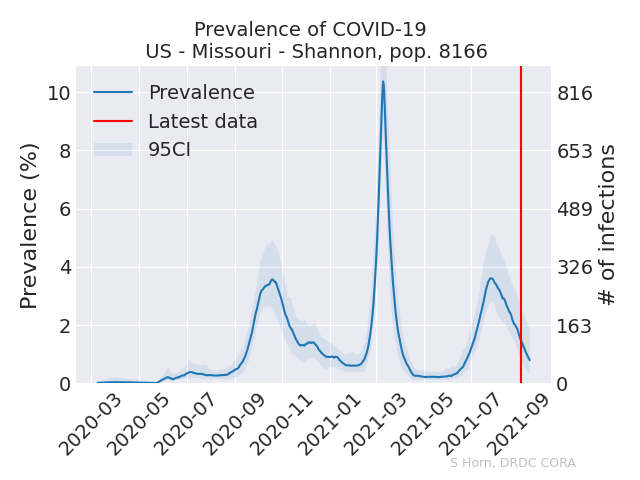 Prevalence of COVID-19
US - Missouri - Shannon, pop. 8166
Prevalence
Latest data
95CI
Prevalence (%)
10
8
6
4
2
0
816
653
489
326
163
0
# of infections
2020-03
2020-05
2020-07
2020-09
2020-11
2021-01
2021-03
2021-05
2021-07
2021-09
S Horn, DRDC CORA